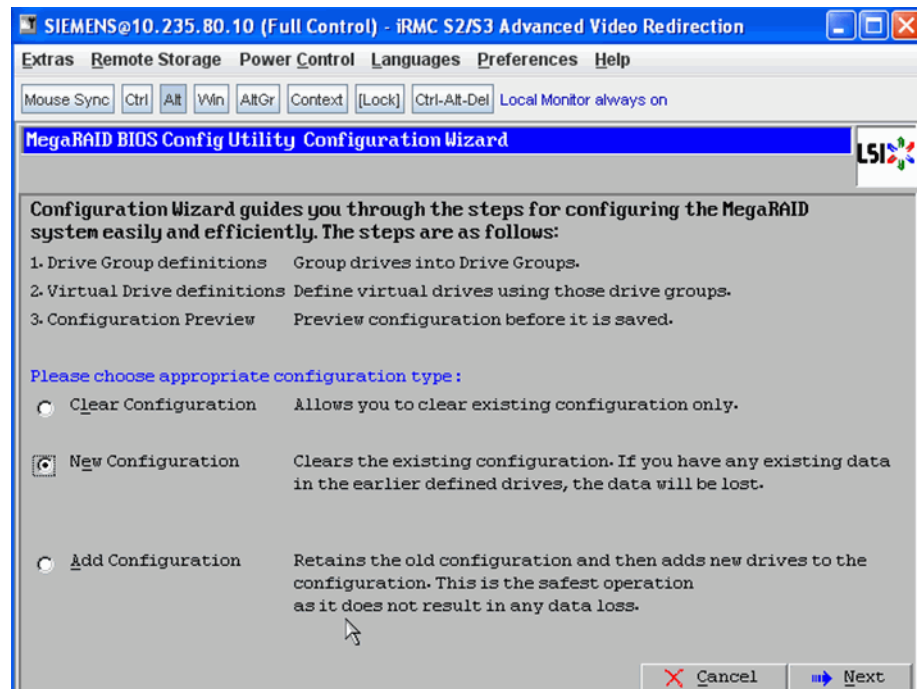 SIEMENS@10.235.80.10 (Full Control) - iRMC S2/S3 Advanced Video Redirection
Extras Remote Storage Power Control Languages Preferences Help
Mouse Sync Ctrl Alt Win AltGr Context [Lock] Ctrl-Alt-Del Local Monitor always on
MegaRAID BIOS Config Utility Configuration Wizard
LSI
Configuration Wizard guides you through the steps for configuring the MegaRAID
system easily and efficiently. The steps are as follows:
1. Drive Group definitions Group drives into Drive Groups.
2. Virtual Drive definitions Define virtual drives using those drive groups.
3. Configuration Preview Preview configuration before it is saved.
Please choose appropriate configuration type:
Clear Configuration Allows you to clear existing configuration only.
New Configuration Clears the existing configuration. If you have any existing data
in the earlier defined drives, the data will be lost.
Add Configuration Retains the old configuration and then adds new drives to the
configuration. This is the safest operation
as it does not result in any data loss.
Cancel Next